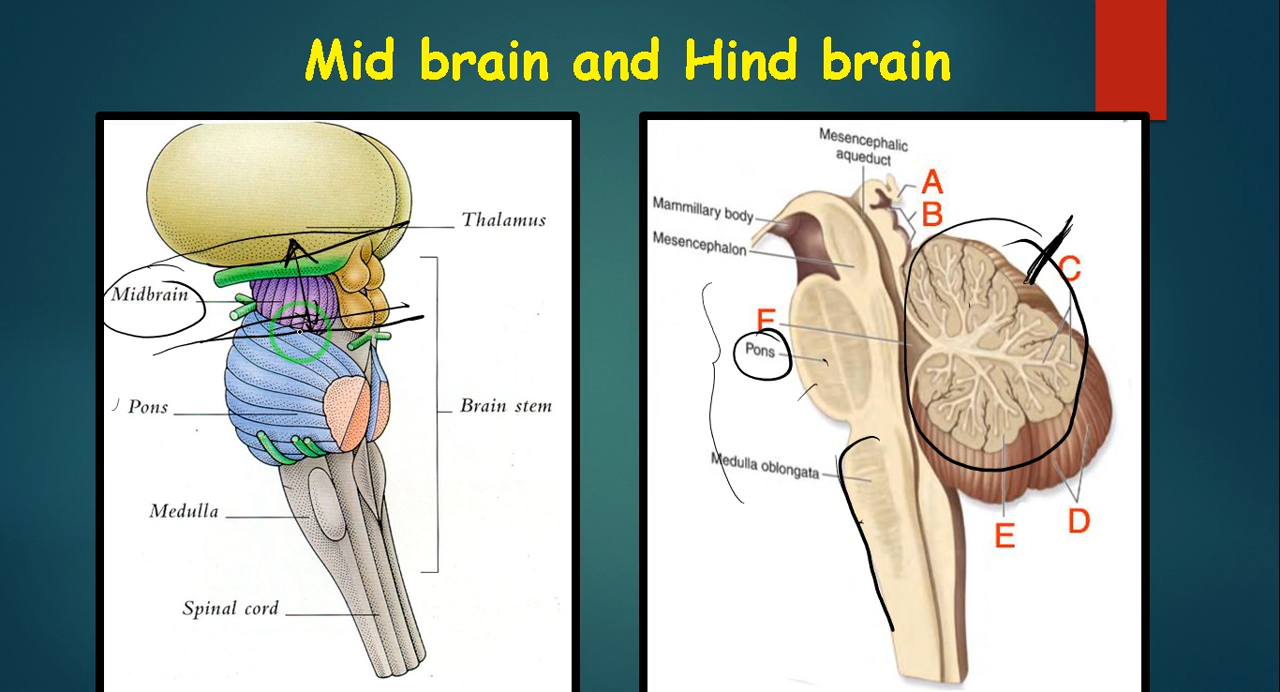 Mid brain and Hind brain
Thalamus
Midbrain
Pons
Brain stem
Medulla
Spinal cord
Mesencephalic
aqueduct
A
B
Mammillary body
Mesencephalon
C
F
Pons
Medulla oblongata
D
E